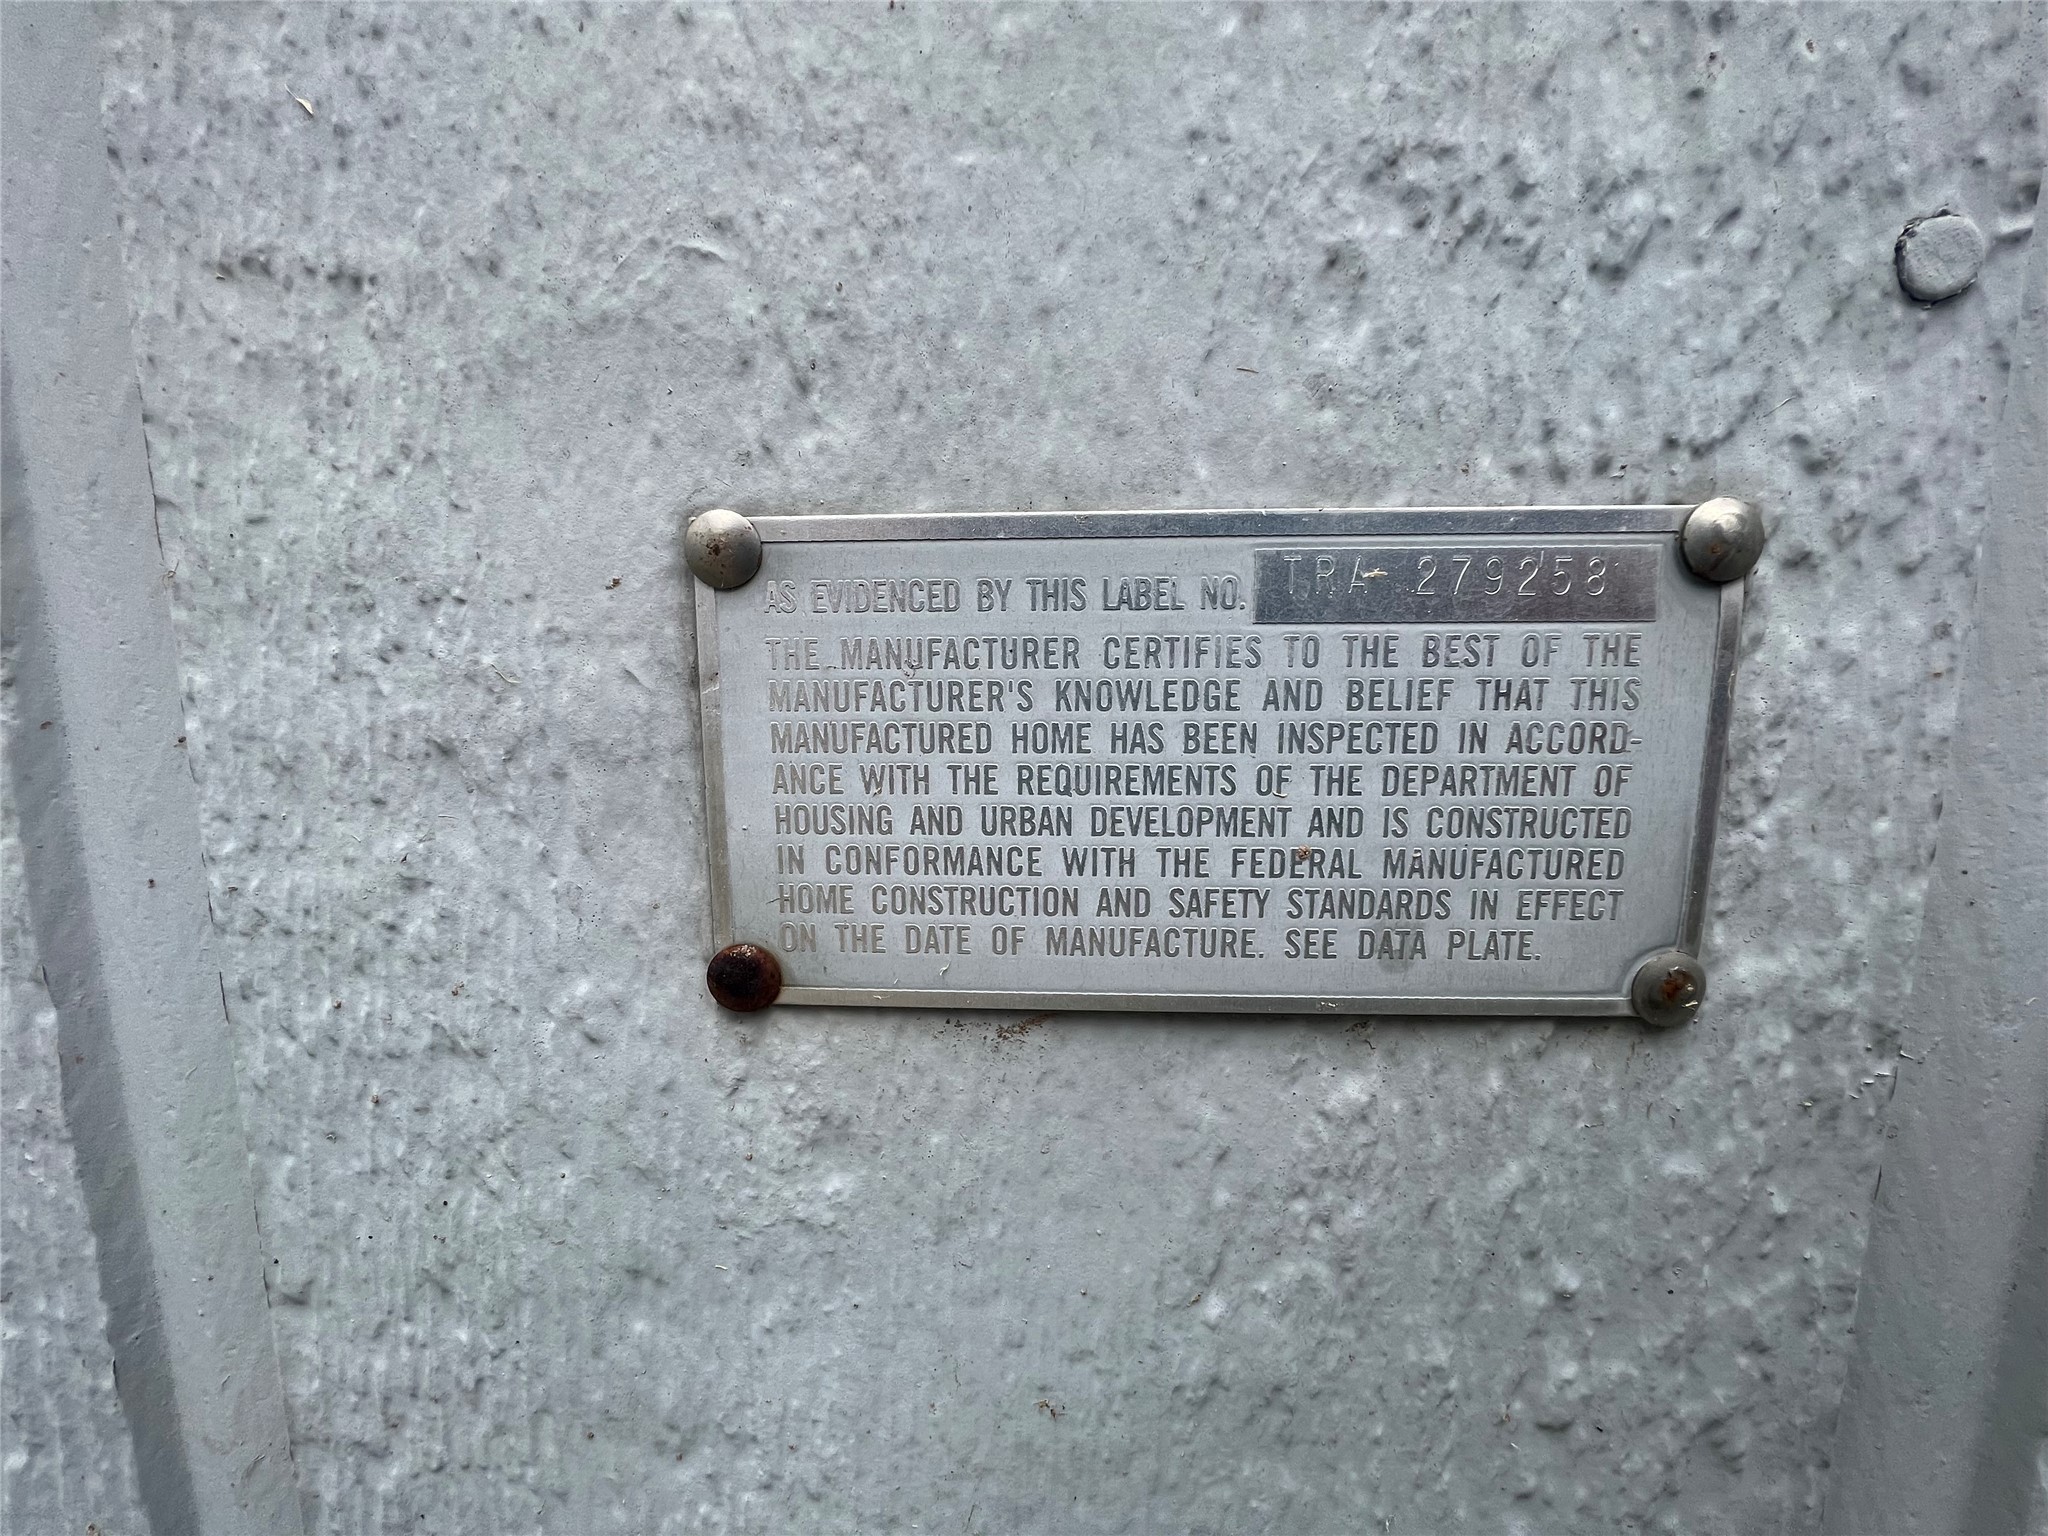 AS EVIDENCED BY THIS LABEL NO. TRA 279258
THE MANUFACTURER CERTIFIES TO THE BEST OF THE
MANUFACTURER'S KNOWLEDGE AND BELIEF THAT THIS
MANUFACTURED HOME HAS BEEN INSPECTED IN ACCORD-
ANCE WITH THE REQUIREMENTS OF THE DEPARTMENT OF
HOUSING AND URBAN DEVELOPMENT AND IS CONSTRUCTED
IN CONFORMANCE WITH THE FEDERAL MANUFACTURED
HOME CONSTRUCTION AND SAFETY STANDARDS IN EFFECT
ON THE DATE OF MANUFACTURE. SEE DATA PLATE.